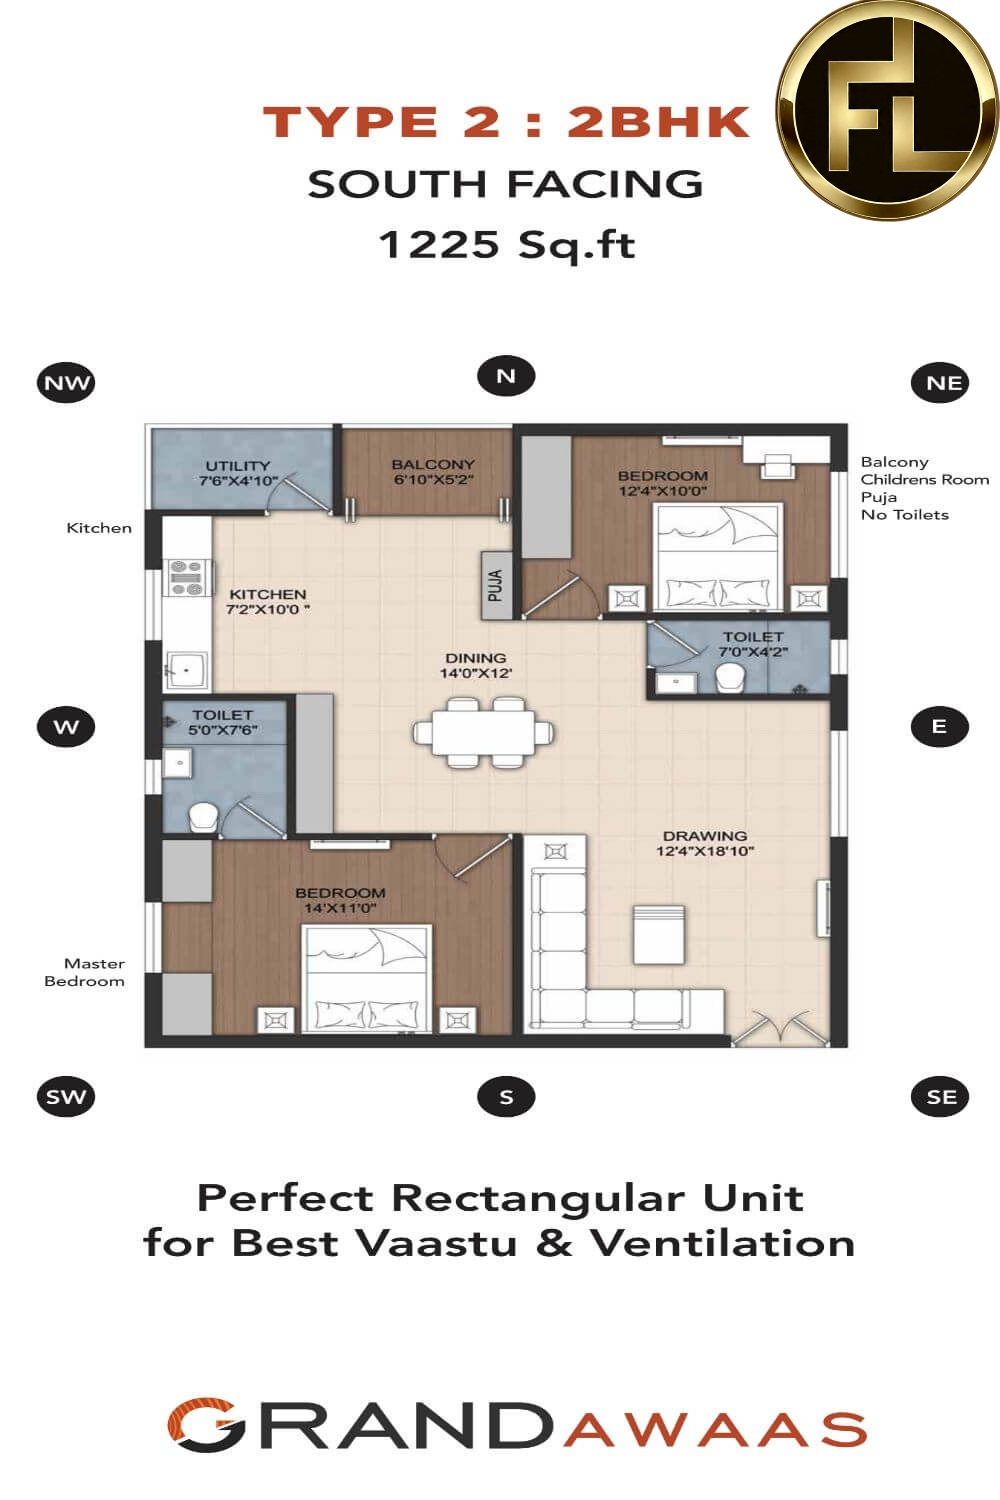 FL
TYPE 2 : 2BHK
SOUTH FACING
1225 Sq.ft
NW
N
NE
UTILITY
7'6"X4'10"
BALCONY
6'10"X5'2"
BEDROOM
12'4"X10'0"
Balcony
Childrens Room
Puja
No Toilets
Kitchen
KITCHEN
7'2"X10'0 "
PUJA
DINING
14'0"X12'
TOILET
7'0"X4'2"
W
TOILET
5'0"X7'6"
E
DRAWING
12'4"X18'10"
BEDROOM
14'X11'0"
Master
Bedroom
SW
S
SE
Perfect Rectangular Unit
for Best Vaastu & Ventilation
GRANDAWAAS